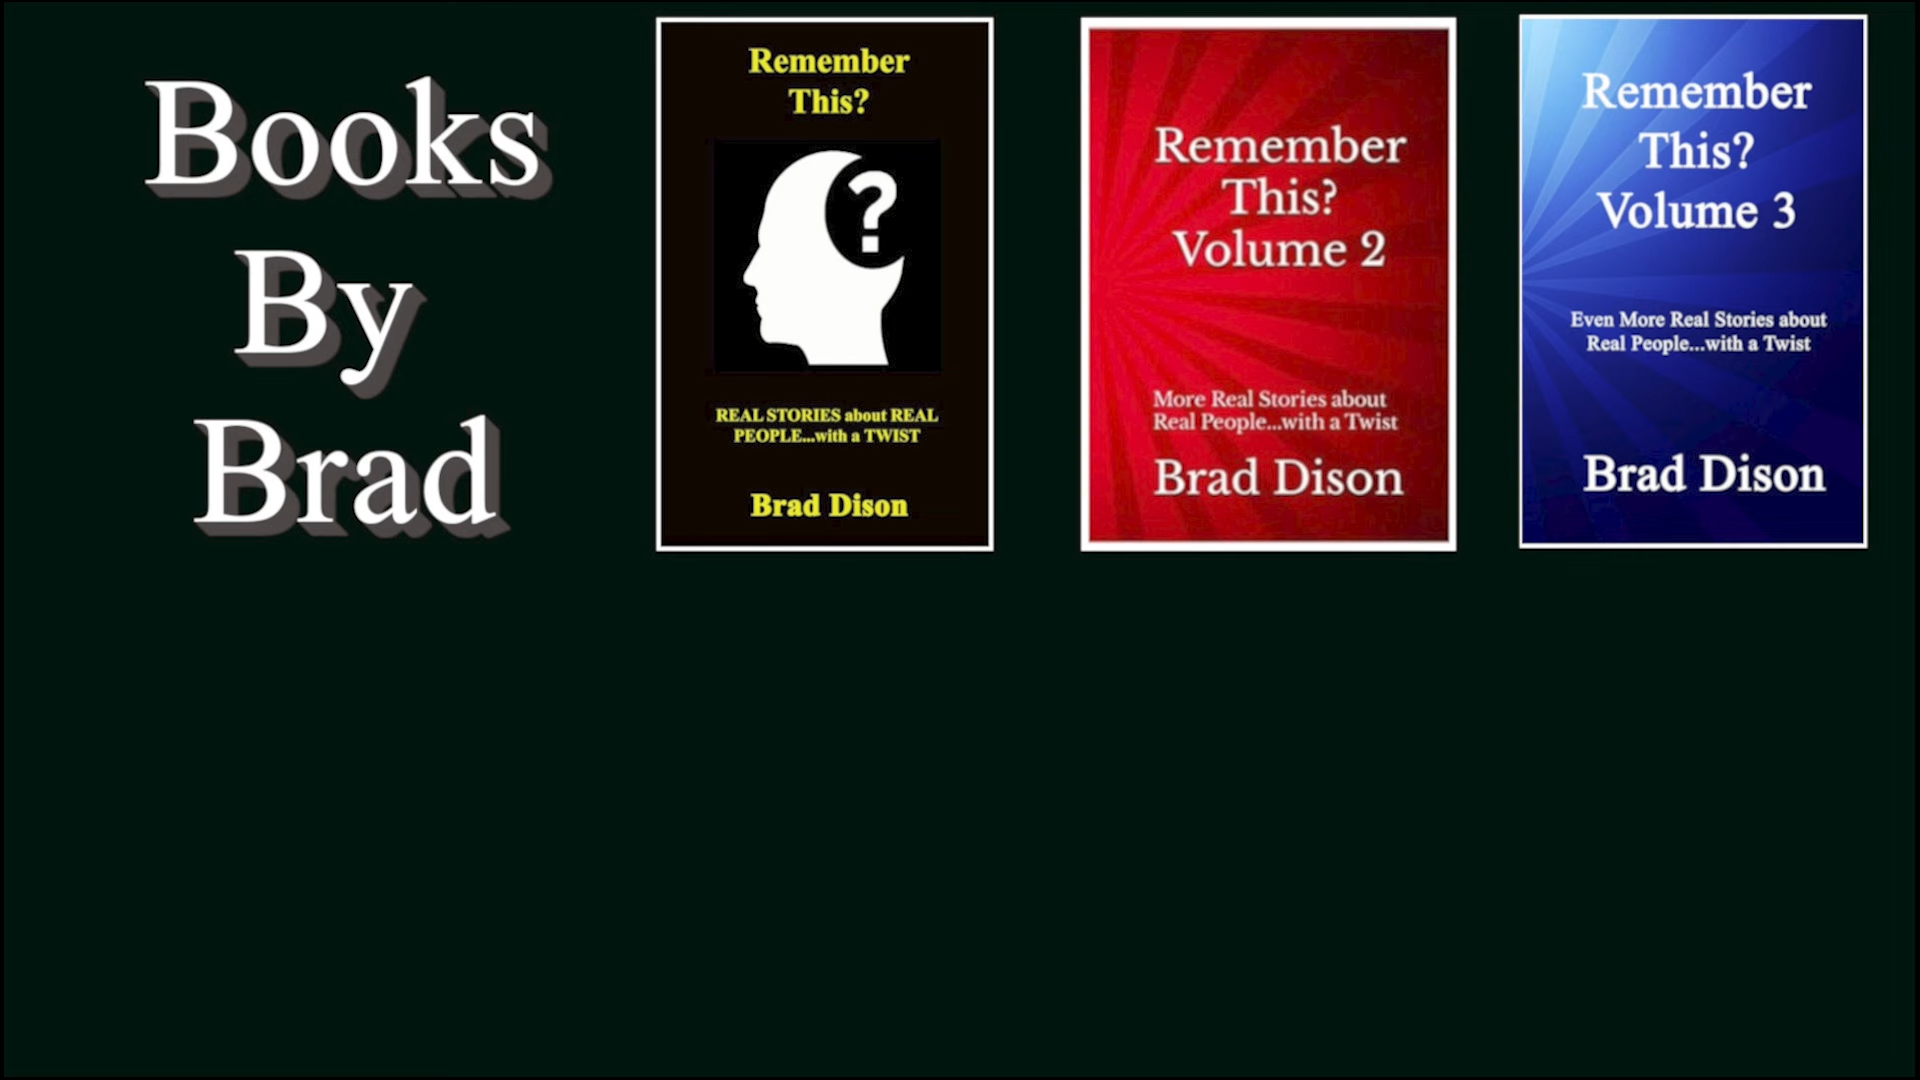 Books
By
Brad
Remember
This?
?
REAL STORIES about REAL
PEOPLE...with a TWIST
Brad Dison
Remember
This?
Volume 2
More Real Stories about
Real People...with a Twist
Brad Dison
Remember
This?
Volume 3
Even More Real Stories about
Real People...with a Twist
Brad Dison